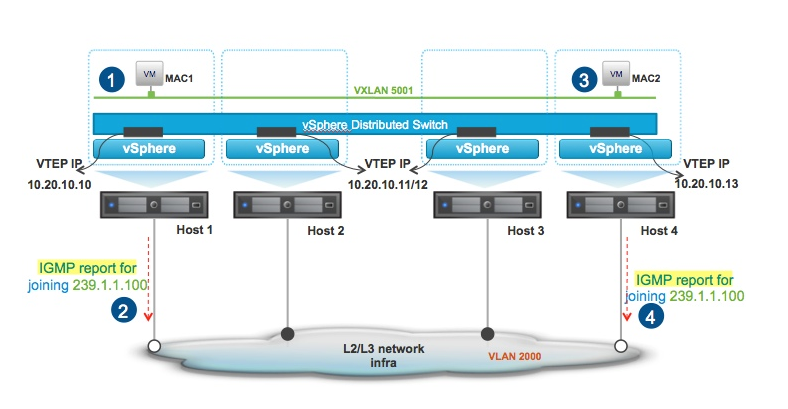 1
VM
MAC1
3
VM
MAC2
VXLAN 5001
vSphere Distributed Switch
vSphere
vSphere
vSphere
vSphere
VTEP IP
10.20.10.10
VTEP IP
10.20.10.11/12
VTEP IP
10.20.10.13
Host 1
Host 2
Host 3
Host 4
IGMP report for
joining 239.1.1.100
2
IGMP report for
joining 239.1.1.100
4
L2/L3 network
infra
VLAN 2000